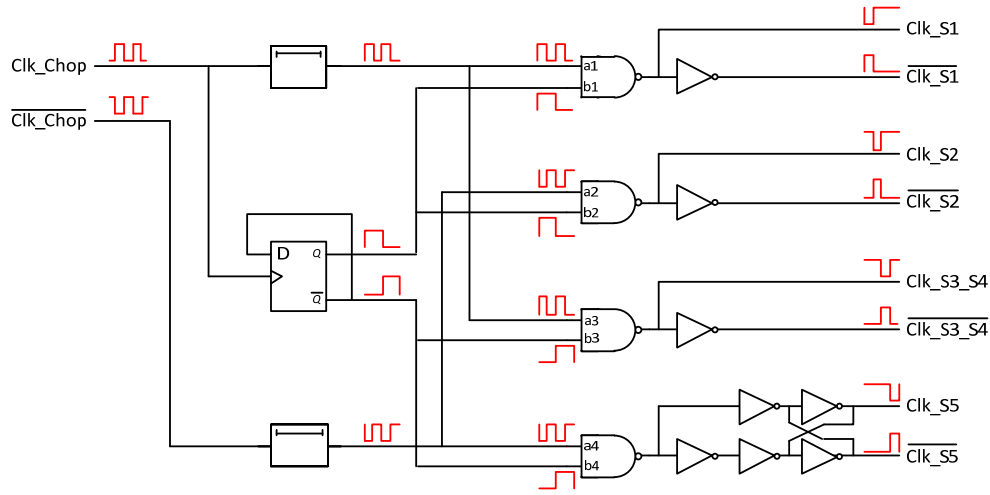 Clk_S1
Clk_Chop
a1
b1
Clk_S1
Clk_Chop
Clk_S2
a2
b2
Clk_S2
D Q
Q
Clk_S3_S4
a3
b3
Clk_S3_S4
Clk_S5
a4
b4
Clk_S5